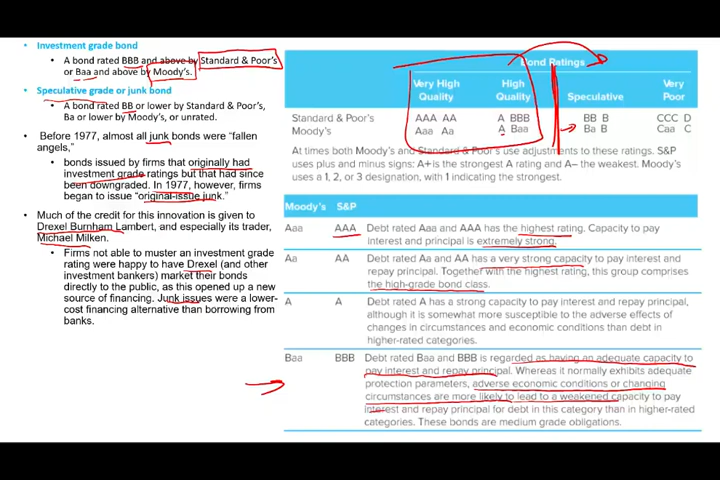 Investment grade bond
A bond rated BBB and above by Standard & Poor's
or Baa and above by Moody's.
Speculative grade or junk bond
A bond rated BB or lower by Standard & Poor's,
Ba or lower by Moody's, or unrated.
• Before 1977, almost all junk bonds were “fallen
angels,”
bonds issued by firms that originally had
investment grade ratings but that had since
been downgraded. In 1977, however, firms
began to issue “original-issue junk.”
• Much of the credit for this innovation is given to
Drexel Burnham Lambert, and especially its trader,
Michael Milken.
• Firms not able to muster an investment grade
rating were happy to have Drexel (and other
investment bankers) market their bonds
directly to the public, as this opened up a new
source of financing. Junk issues were a lower-
cost financing alternative than borrowing from
banks.
Bond Ratings
Very High Quality High Quality Speculative Very Poor
Standard & Poor's AAA AA A BBB BB B CCC D
Moody's Aaa Aa A Baa Ba B Caa C
At times both Moody's and Standard & Poor's use adjustments to these ratings. S&P
uses plus and minus signs: A+ is the strongest A rating and A− the weakest. Moody's
uses a 1, 2, or 3 designation, with 1 indicating the strongest.
Moody's S&P
Aaa AAA Debt rated Aaa and AAA has the highest rating. Capacity to pay
interest and principal is extremely strong.
Aa AA Debt rated Aa and AA has a very strong capacity to pay interest and
repay principal. Together with the highest rating, this group comprises
the high-grade bond class.
A A Debt rated A has a strong capacity to pay interest and repay principal,
although it is somewhat more susceptible to the adverse effects of
changes in circumstances and economic conditions than debt in
higher-rated categories.
Baa BBB Debt rated Baa and BBB is regarded as having an adequate capacity to
pay interest and repay principal. Whereas it normally exhibits adequate
protection parameters, adverse economic conditions or changing
circumstances are more likely to lead to a weakened capacity to pay
interest and repay principal for debt in this category than in higher-rated
categories. These bonds are medium grade obligations.